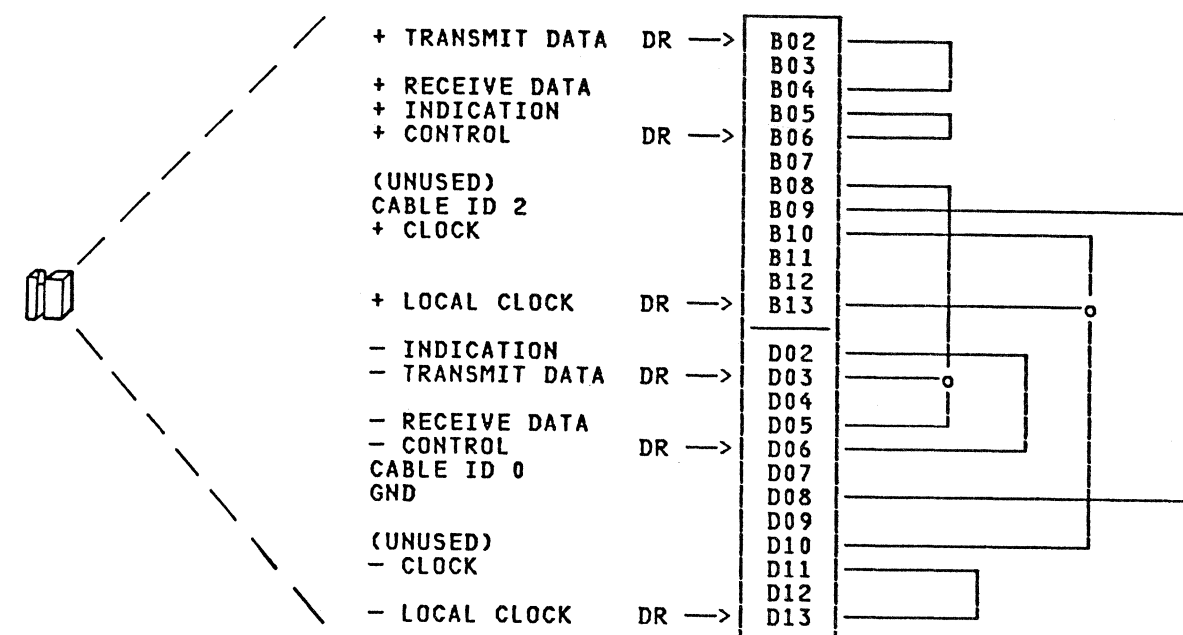 + TRANSMIT DATA DR —> B02
B03
+ RECEIVE DATA B04
+ INDICATION B05
+ CONTROL DR —> B06
B07
(UNUSED) B08
CABLE ID 2 B09
+ CLOCK B10
B11
B12
+ LOCAL CLOCK DR —> B13
- INDICATION D02
- TRANSMIT DATA DR —> D03
D04
- RECEIVE DATA D05
- CONTROL DR —> D06
CABLE ID 0 D07
GND D08
D09
(UNUSED) D10
- CLOCK D11
D12
- LOCAL CLOCK DR —> D13